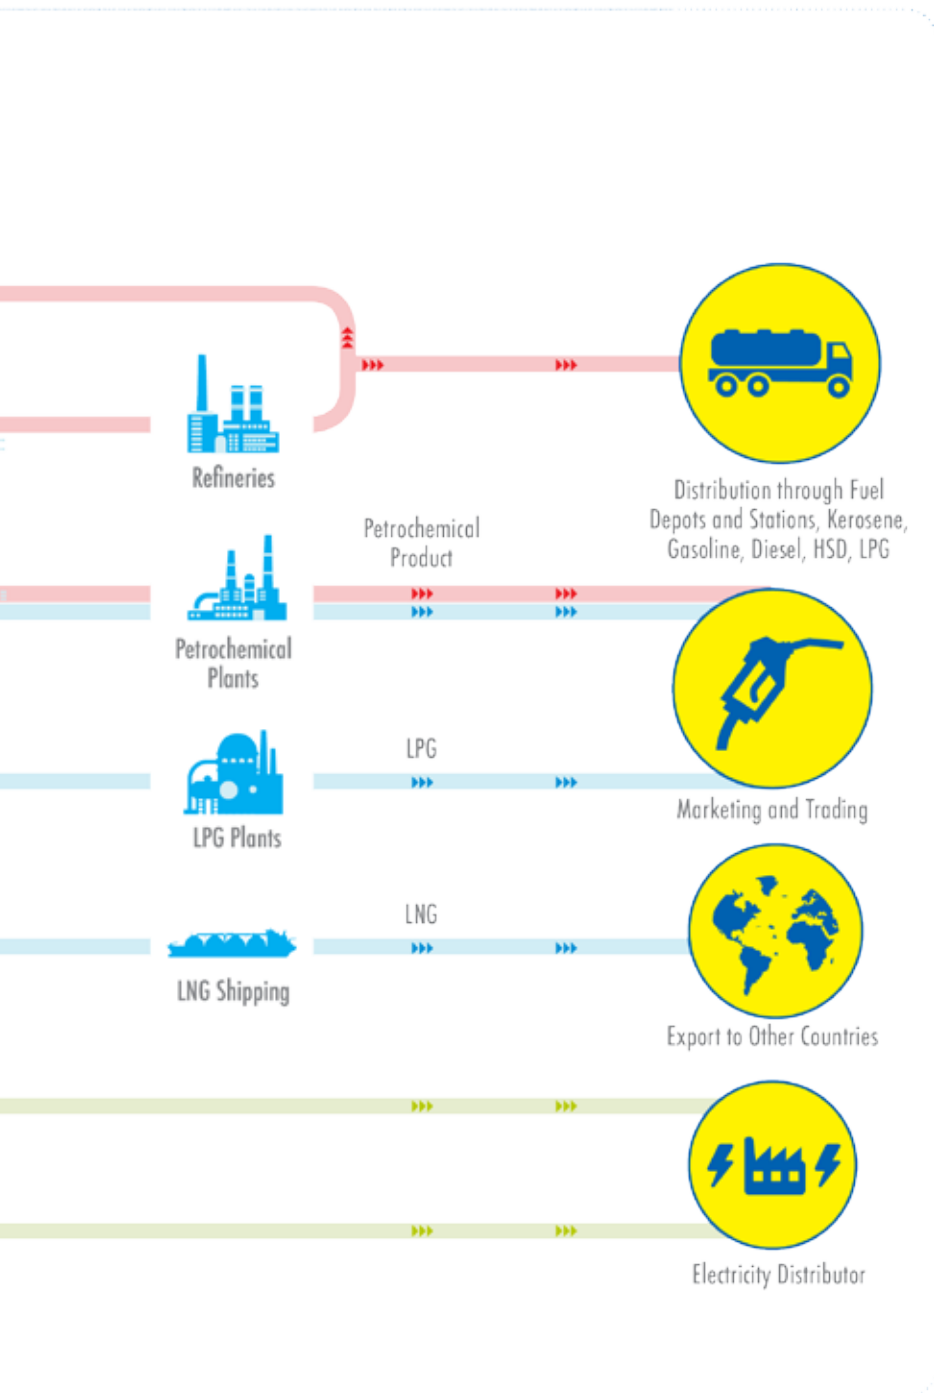 Refineries
Distribution through Fuel
Depots and Stations, Kerosene,
Gasoline, Diesel, HSD, LPG
Petrochemical
Product
Petrochemical
Plants
LPG
Marketing and Trading
LPG Plants
LNG
LNG Shipping
Export to Other Countries
Electricity Distributor